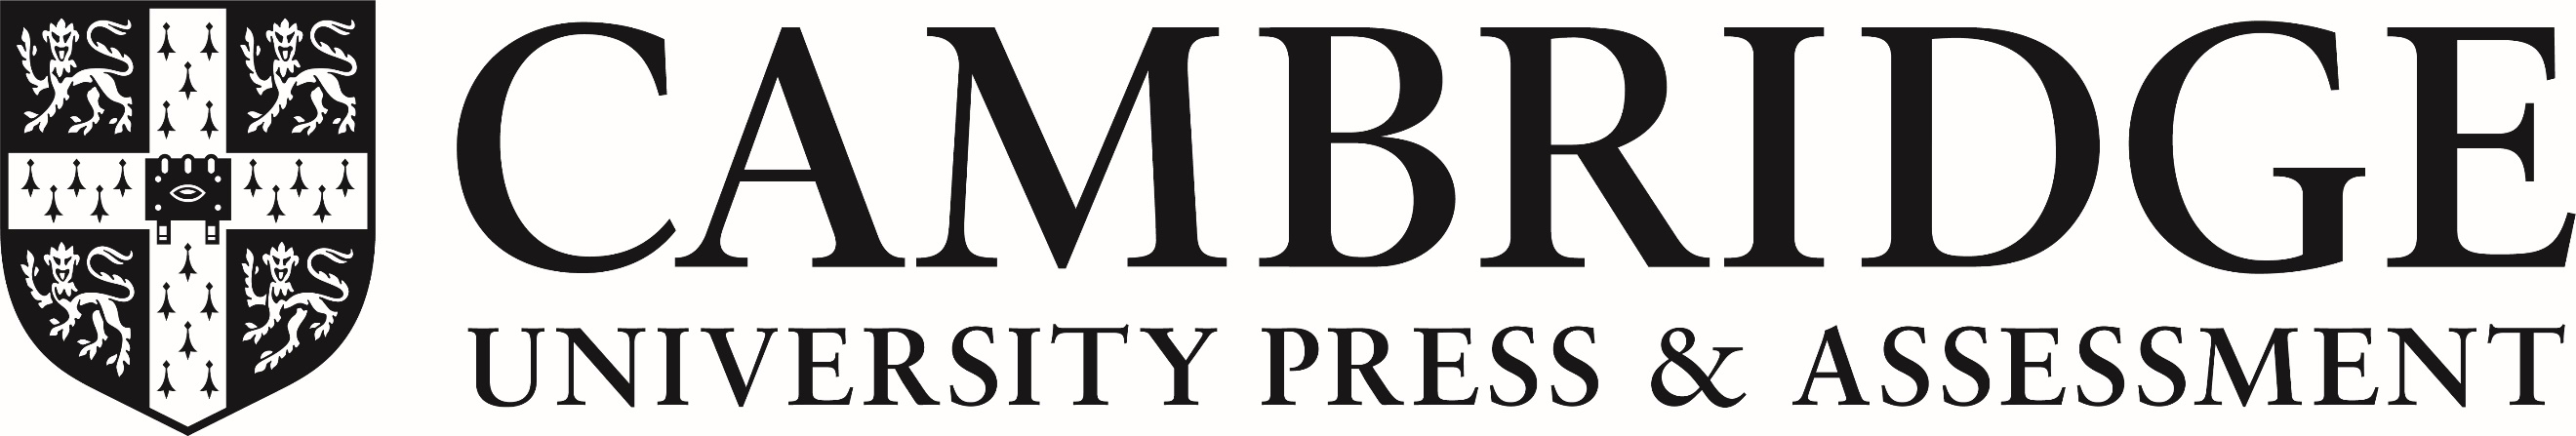 CAMBRIDGE
UNIVERSITY PRESS & ASSESSMENT